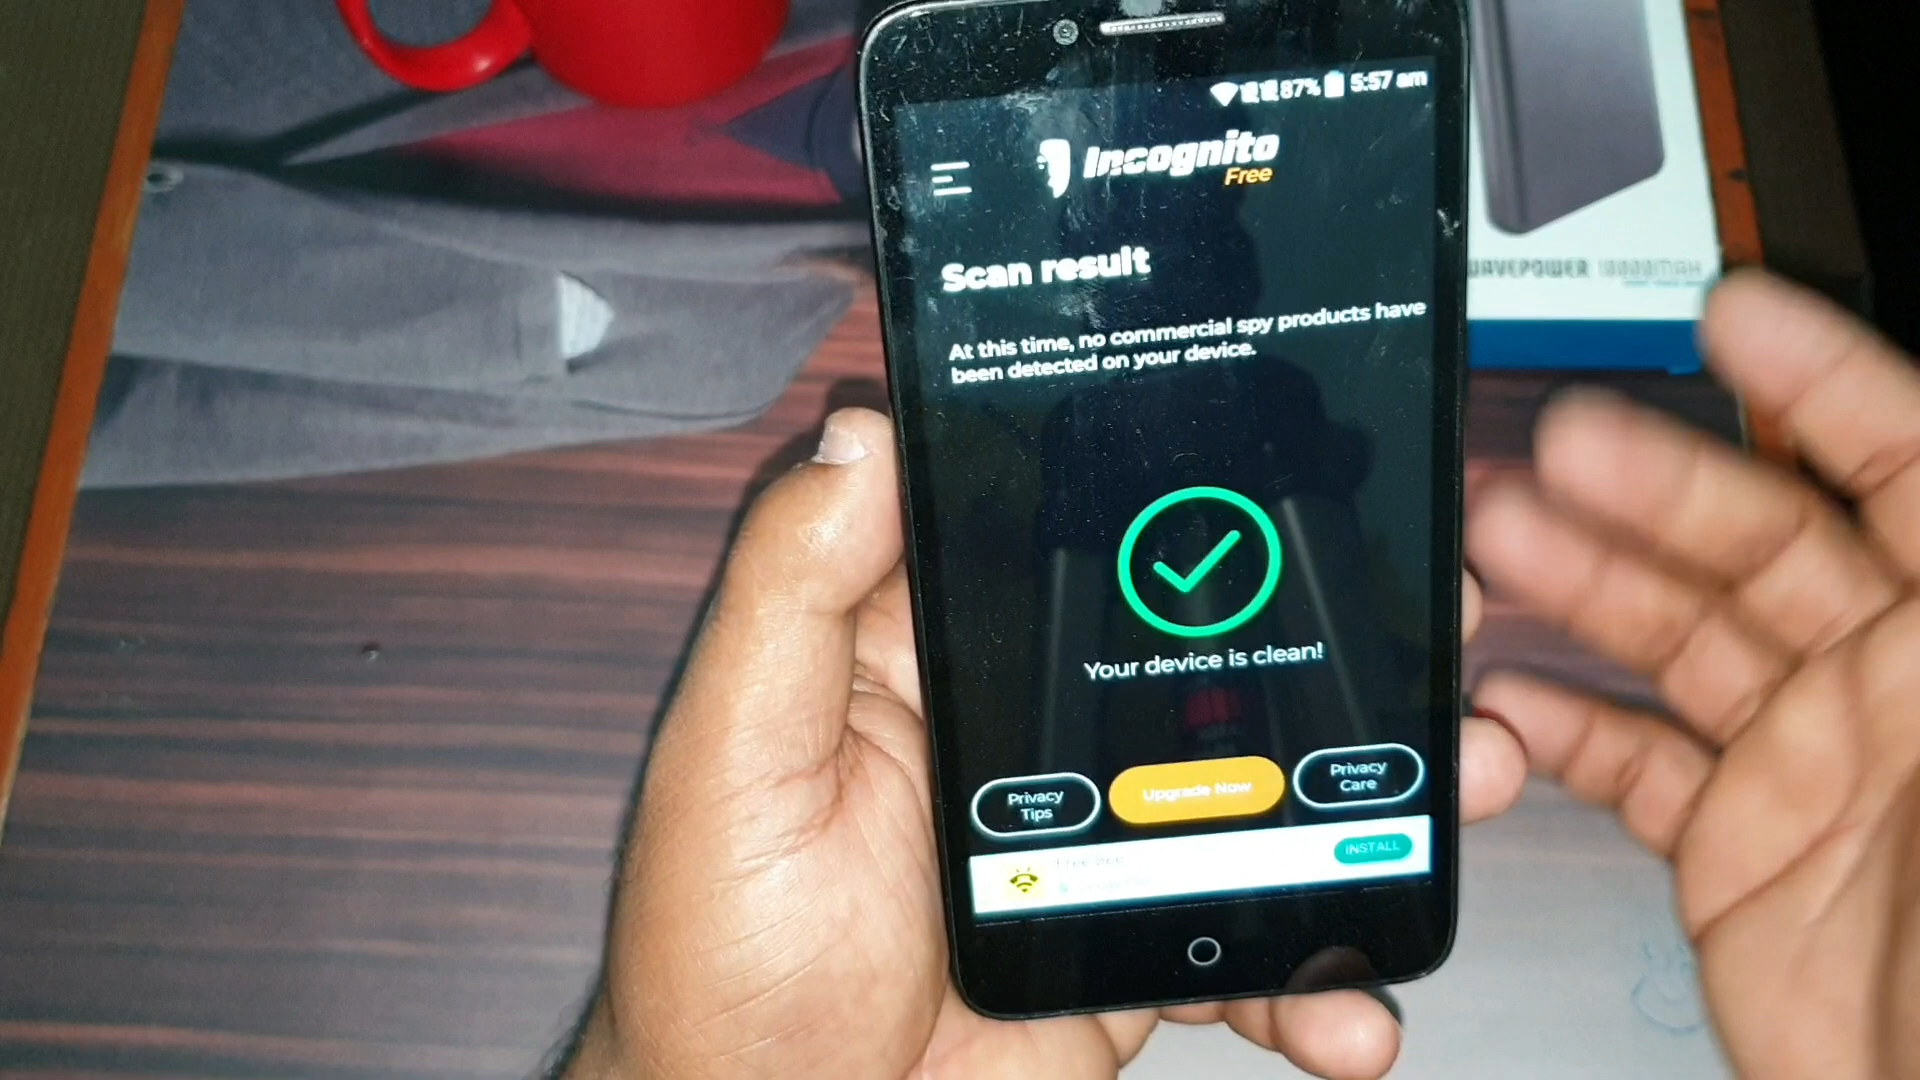 87% 5:57 am
Incognito
Free
Scan result
At this time, no commercial spy products have
been detected on your device.
Your device is clean!
Privacy
Tips
Upgrade Now
Privacy
Care
INSTALL
WAVEPOWER 10000MAH